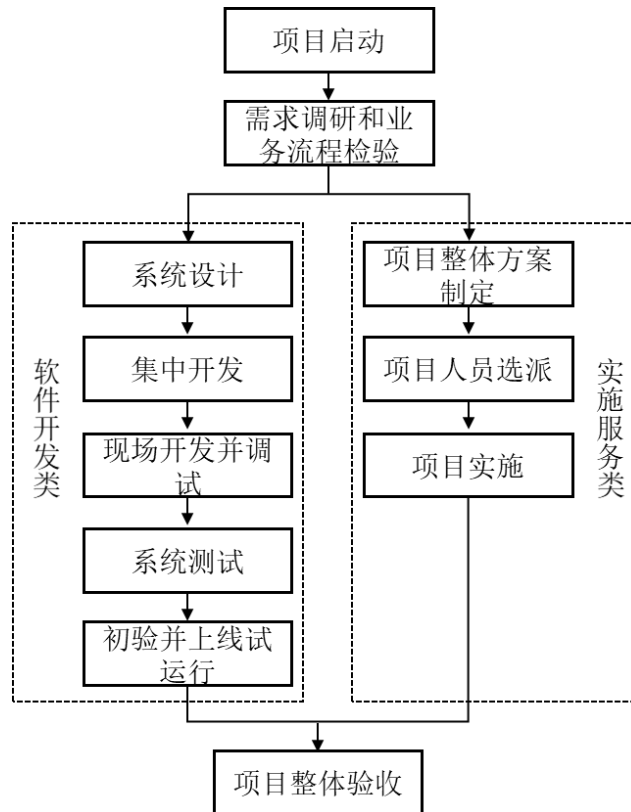 项目启动
需求调研和业
务流程检验
系统设计
集中开发
现场开发并调
试
系统测试
初验并上线试
运行
软件开发类
项目整体方案
制定
项目人员选派
项目实施
实施服务类
项目整体验收